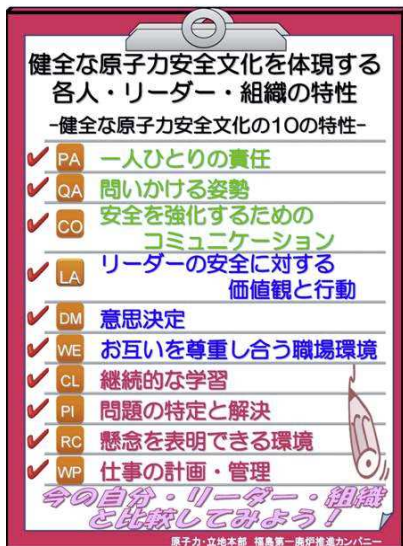 健全な原子力安全文化を体現する
各人・リーダー・組織の特性
-健全な原子力安全文化の10の特性-
PA 一人ひとりの責任
QA 問いかける姿勢
CO 安全を強化するための
コミュニケーション
LA リーダーの安全に対する
価値観と行動
DM 意思決定
WE お互いを尊重し合う職場環境
CL 継続的な学習
PI 問題の特定と解決
RC 懸念を表明できる環境
WP 仕事の計画・管理
今の自分・リーダー・組織
と比較してみよう！
原子力・立地本部 福島第一廃炉推進カンパニー